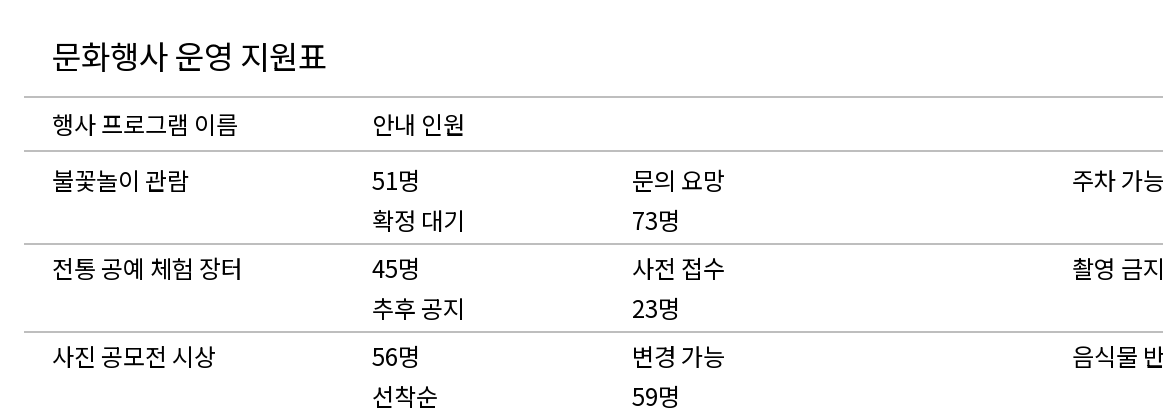 문화행사 운영 지원표
행사 프로그램 이름 안내 인원
불꽃놀이 관람 51명 문의 요망 주차 가능
확정 대기 73명
전통 공예 체험 장터 45명 사전 접수 촬영 금지
추후 공지 23명
사진 공모전 시상 56명 변경 가능 음식물 반
선착순 59명